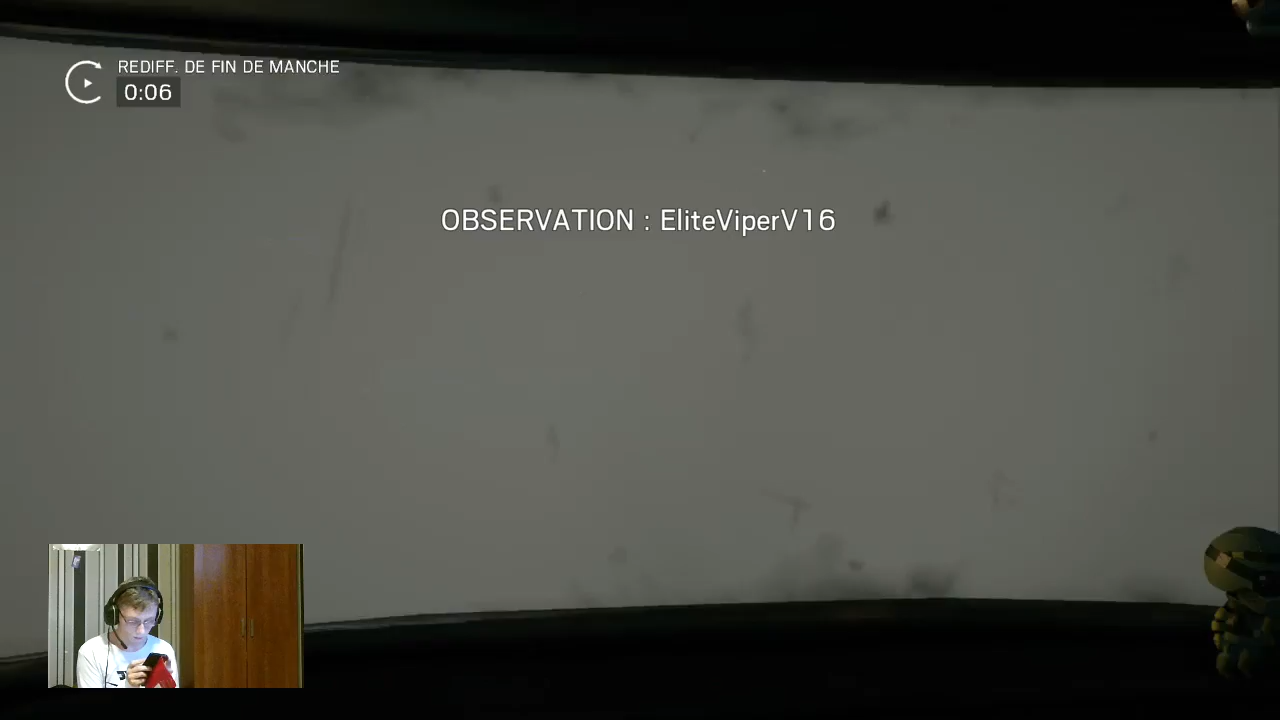 REDIFF. DE FIN DE MANCHE
0:06
OBSERVATION : EliteViperV16